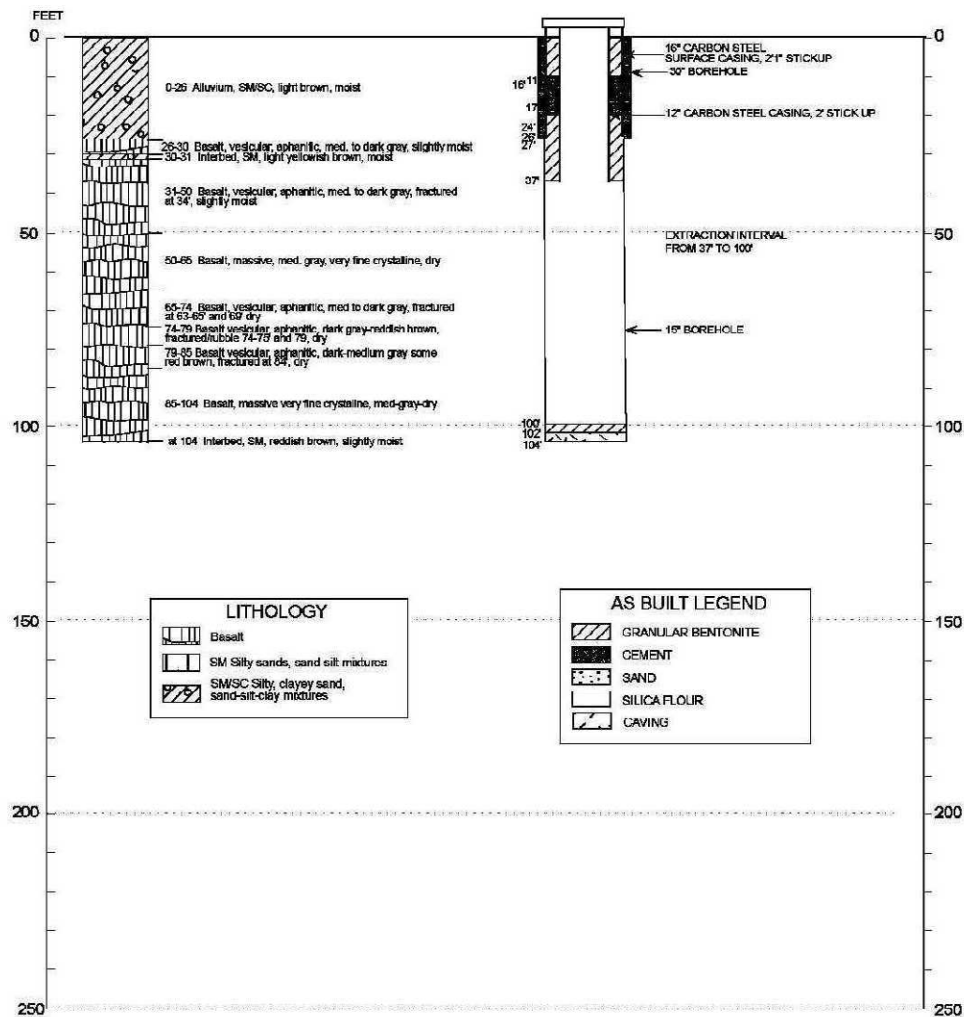 FEET
0
50
100
150
200
250
0-26 Alluvium, SM/SC, light brown, moist
26-30 Basalt, vesicular, aphanitic, med. to dark gray, slightly moist
30-31 Interbed, SM, light yellowish brown, moist
31-50 Basalt, vesicular, aphanitic, med. to dark gray, fractured
at 34', slightly moist
50-65 Basalt, massive, med. gray, very fine crystalline, dry
65-74 Basalt, vesicular, aphanitic, med to dark gray, fractured
at 63-65' and 69' dry
74-79 Basalt vesicular, aphanitic, dark gray-reddish brown,
fractured/rubble 74-75' and 79, dry
79-85 Basalt vesicular, aphanitic, dark-medium gray some
red brown, fractured at 84', dry
85-104 Basalt, massive very fine crystalline, med-gray-dry
at 104 Interbed, SM, reddish brown, slightly moist
11
16'
17
24'
26'
27'
37'
100'
102'
104'
16" CARBON STEEL
SURFACE CASING, 2'1" STICKUP
30" BOREHOLE
12" CARBON STEEL CASING, 2' STICK UP
EXTRACTION INTERVAL
FROM 37' TO 100'
15" BOREHOLE
0
50
100
150
200
250
LITHOLOGY
Basalt
SM Silty sands, sand silt mixtures
SM/SC Silty, clayey sand,
sand-silt-clay mixtures
AS BUILT LEGEND
GRANULAR BENTONITE
CEMENT
SAND
SILICA FLOUR
CAVING